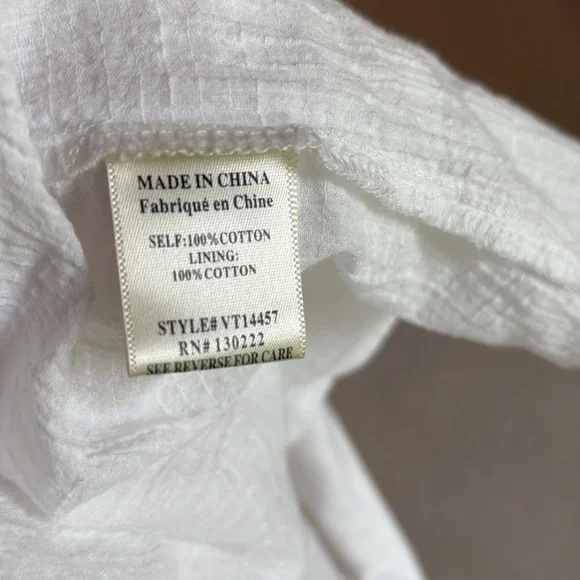 MADE IN CHINA
Fabriqué en Chine
SELF:100%COTTON
LINING:
100%COTTON
STYLE# VT14457
RN# 130222
SEE REVERSE FOR CARE